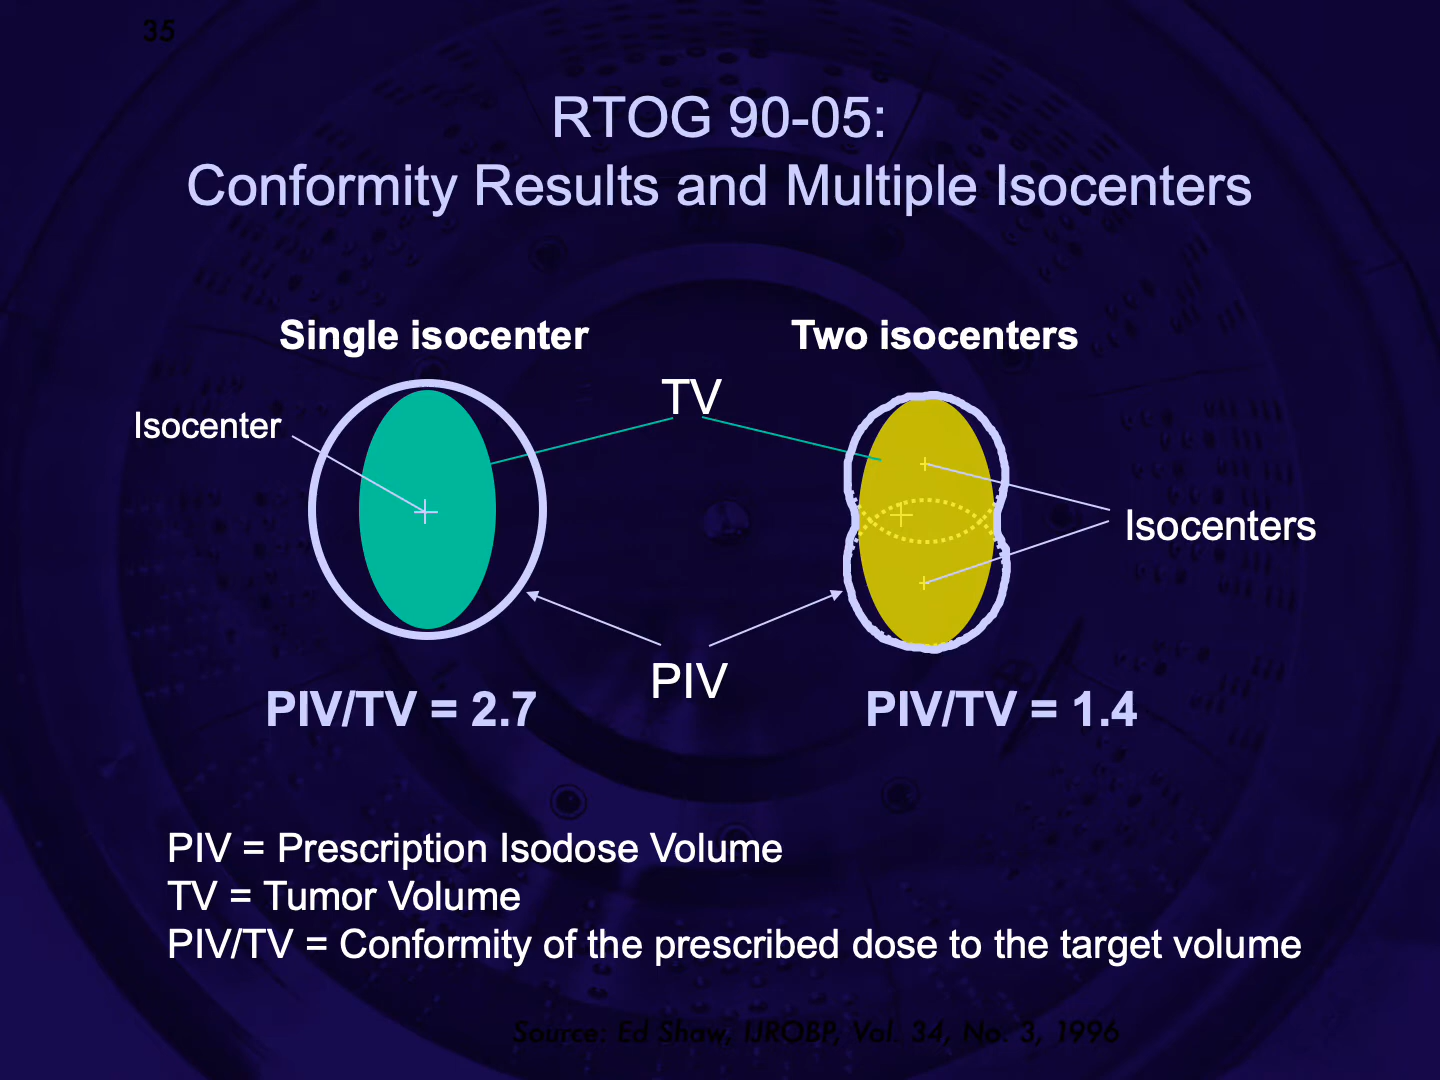 35
RTOG 90-05:
Conformity Results and Multiple Isocenters
Single isocenter
Two isocenters
TV
Isocenter
Isocenters
PIV
PIV/TV = 2.7
PIV/TV = 1.4
PIV = Prescription Isodose Volume
TV = Tumor Volume
PIV/TV = Conformity of the prescribed dose to the target volume
Source: Ed Shaw, IJROBP, Vol. 34, No. 3, 1996